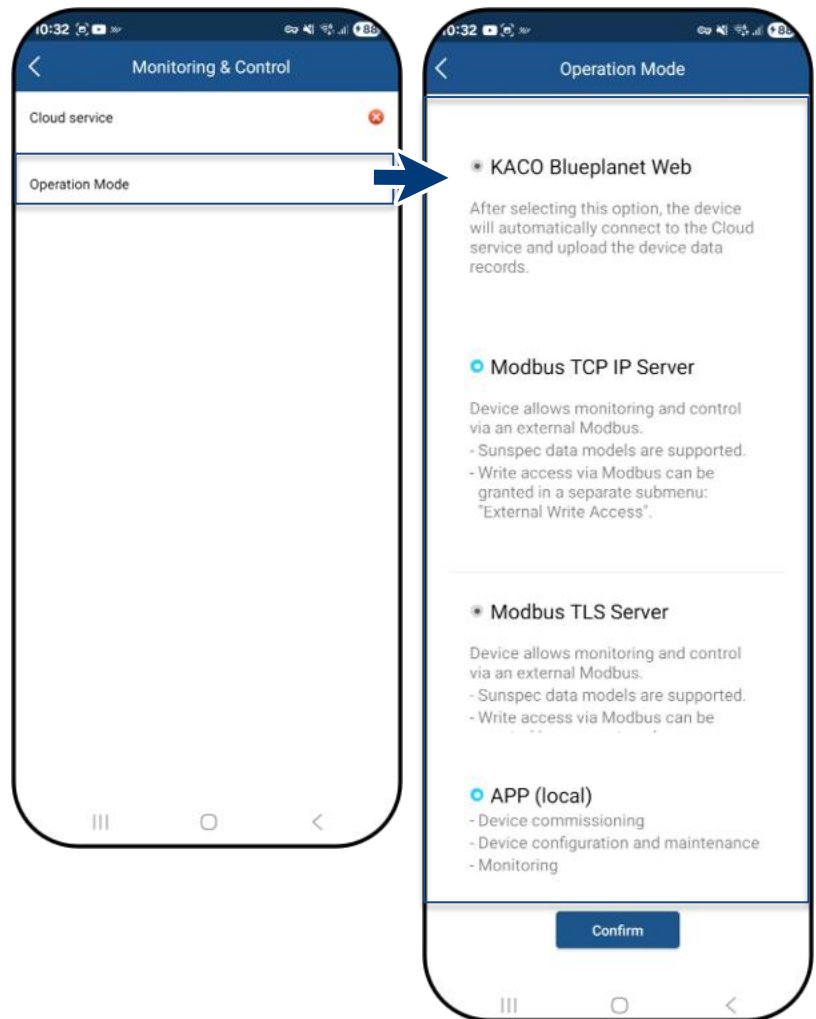 10:32
88
Monitoring & Control
Cloud service
Operation Mode
10:32
88
Operation Mode
KACO Blueplanet Web
After selecting this option, the device
will automatically connect to the Cloud
service and upload the device data
records.
Modbus TCP IP Server
Device allows monitoring and control
via an external Modbus.
- Sunspec data models are supported.
- Write access via Modbus can be
granted in a separate submenu:
"External Write Access".
Modbus TLS Server
Device allows monitoring and control
via an external Modbus.
- Sunspec data models are supported.
- Write access via Modbus can be
APP (local)
- Device commissioning
- Device configuration and maintenance
- Monitoring
Confirm